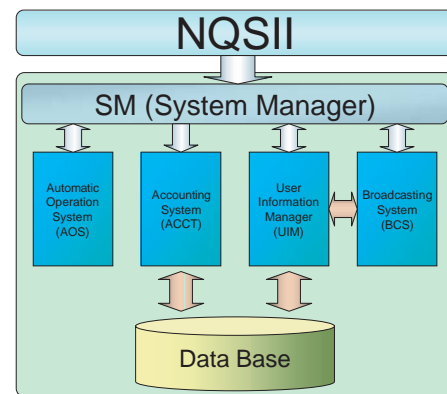 NQSII
SM (System Manager)
Automatic
Operation
System
(AOS)
Accounting
System
(ACCT)
User
Information
Manager
(UIM)
Broadcasting
System
(BCS)
Data Base